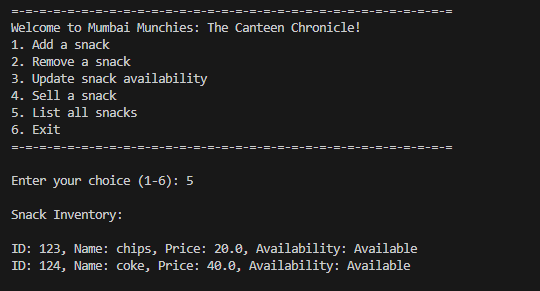 =-=-=-=-=-=-=-=-=-=-=-=-=-=-=-=-=-=-=-=-=-=-=-=-=-=-=-=-=-=-=
Welcome to Mumbai Munchies: The Canteen Chronicle!
1. Add a snack
2. Remove a snack
3. Update snack availability
4. Sell a snack
5. List all snacks
6. Exit
=-=-=-=-=-=-=-=-=-=-=-=-=-=-=-=-=-=-=-=-=-=-=-=-=-=-=-=-=-=-=
Enter your choice (1-6): 5
Snack Inventory:
ID: 123, Name: chips, Price: 20.0, Availability: Available
ID: 124, Name: coke, Price: 40.0, Availability: Available